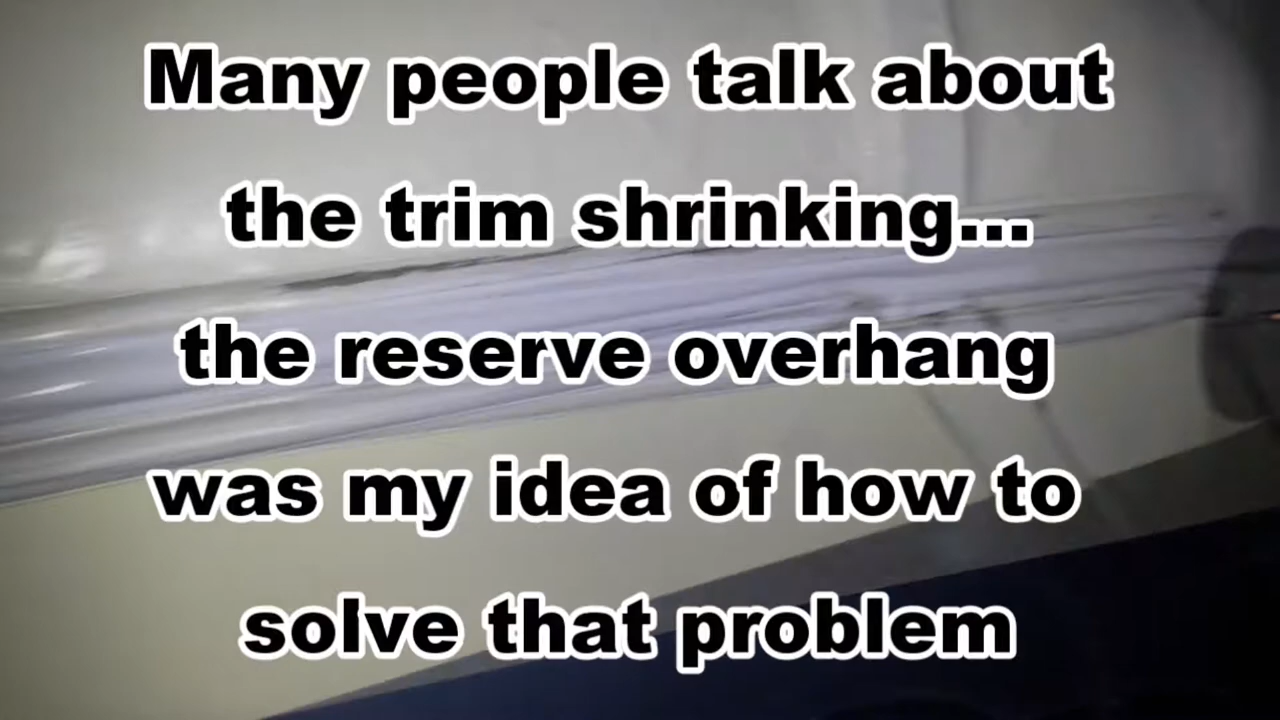 Many people talk about
the trim shrinking...
the reserve overhang
was my idea of how to
solve that problem